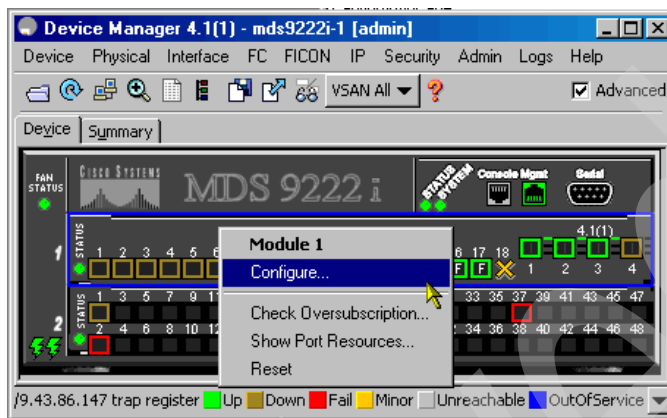 Device Manager 4.1(1) - mds9222i-1 [admin]
Device Physical Interface FC FICON IP Security Admin Logs Help
VSAN All Advanced
Device Summary
FAN STATUS CISCO SYSTEMS MDS 9222 i STATUS SYSTEM Console Mgmt Serial
4.1(1)
1 STATUS 1 2 3 4 5 6 16 17 18 1 2 3 4
F F
Module 1
Configure...
Check Oversubscription...
Show Port Resources...
Reset
2 STATUS 1 3 5 7 9 11 33 35 37 39 41 43 45 47
2 4 6 8 10 12 34 36 38 40 42 44 46 48
/9.43.86.147 trap register Up Down Fail Minor Unreachable OutOfService